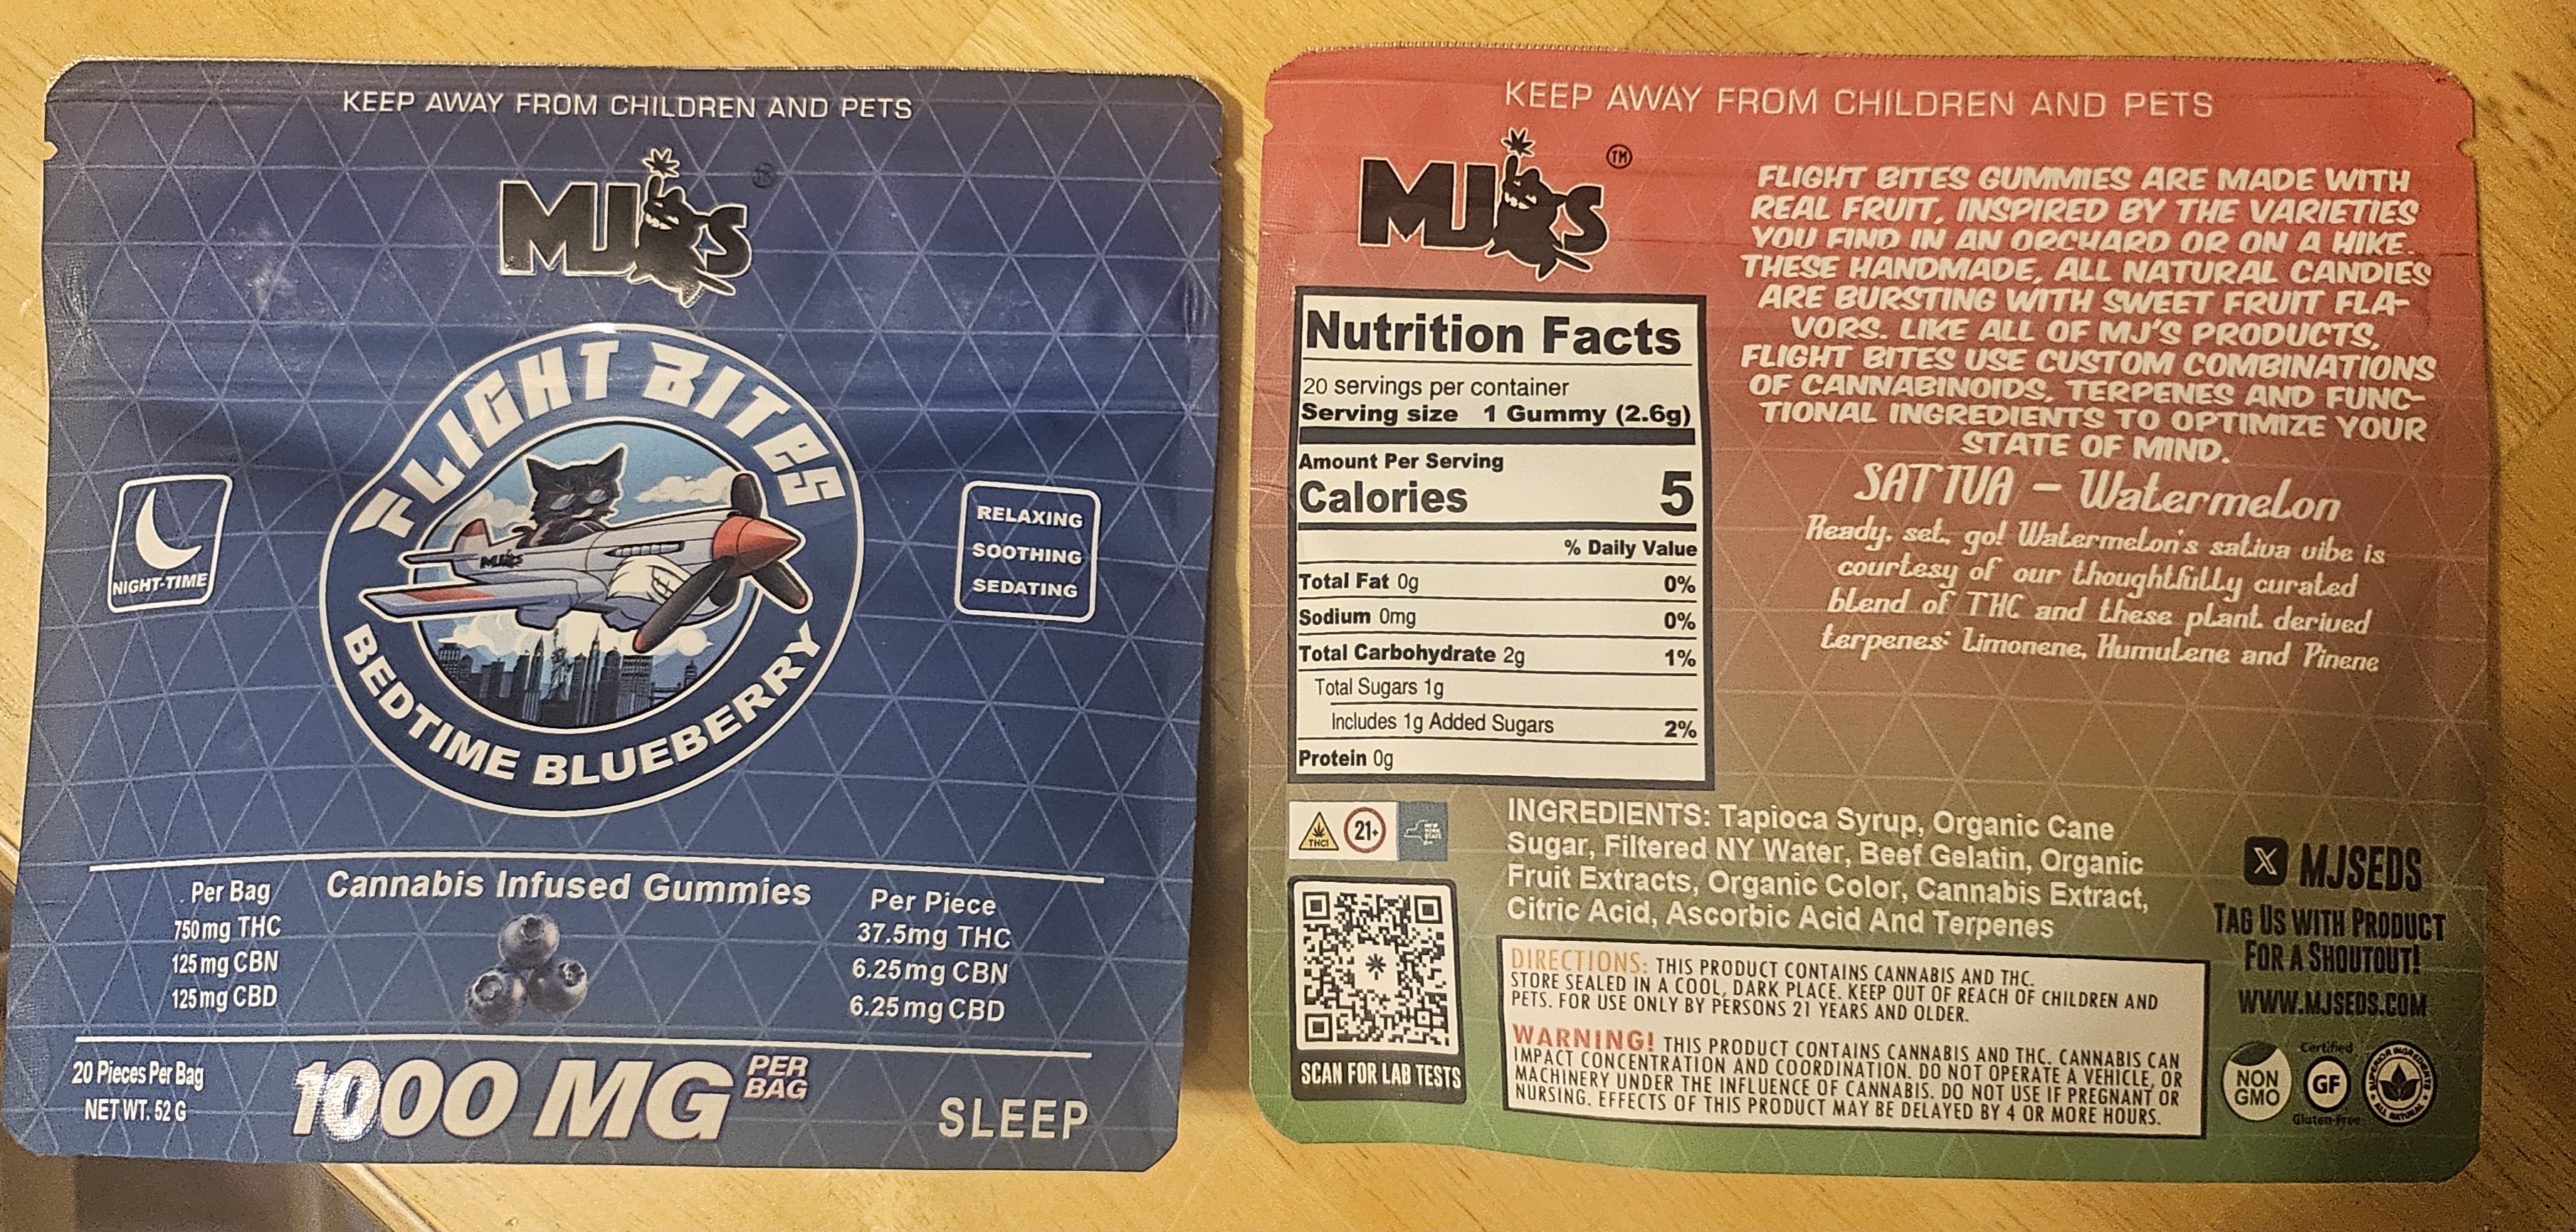 KEEP AWAY FROM CHILDREN AND PETS
MJ's
FLIGHT BITES
MJ's
BEDTIME BLUEBERRY
NIGHT-TIME
RELAXING
SOOTHING
SEDATING
Cannabis Infused Gummies
Per Bag
750mg THC
125mg CBN
125mg CBD
Per Piece
37.5mg THC
6.25mg CBN
6.25mg CBD
20 Pieces Per Bag
NET WT. 52 G
1000 MG PER BAG
SLEEP
KEEP AWAY FROM CHILDREN AND PETS
MJ's TM
Nutrition Facts
20 servings per container
Serving size 1 Gummy (2.6g)
Amount Per Serving
Calories 5
% Daily Value
Total Fat 0g 0%
Sodium 0mg 0%
Total Carbohydrate 2g 1%
Total Sugars 1g
Includes 1g Added Sugars 2%
Protein 0g
FLIGHT BITES GUMMIES ARE MADE WITH
REAL FRUIT, INSPIRED BY THE VARIETIES
YOU FIND IN AN ORCHARD OR ON A HIKE.
THESE HANDMADE, ALL NATURAL CANDIES
ARE BURSTING WITH SWEET FRUIT FLA-
VORS. LIKE ALL OF MJ'S PRODUCTS,
FLIGHT BITES USE CUSTOM COMBINATIONS
OF CANNABINOIDS, TERPENES AND FUNC-
TIONAL INGREDIENTS TO OPTIMIZE YOUR
STATE OF MIND.
SATIVA - Watermelon
Ready, set, go! Watermelon's sativa vibe is
courtesy of our thoughtfully curated
blend of THC and these plant derived
terpenes: Limonene, Humulene and Pinene
THC!
21+
NEW YORK STATE
SCAN FOR LAB TESTS
INGREDIENTS: Tapioca Syrup, Organic Cane
Sugar, Filtered NY Water, Beef Gelatin, Organic
Fruit Extracts, Organic Color, Cannabis Extract,
Citric Acid, Ascorbic Acid And Terpenes
DIRECTIONS: THIS PRODUCT CONTAINS CANNABIS AND THC.
STORE SEALED IN A COOL, DARK PLACE. KEEP OUT OF REACH OF CHILDREN AND
PETS. FOR USE ONLY BY PERSONS 21 YEARS AND OLDER.
WARNING! THIS PRODUCT CONTAINS CANNABIS AND THC. CANNABIS CAN
IMPACT CONCENTRATION AND COORDINATION. DO NOT OPERATE A VEHICLE, OR
MACHINERY UNDER THE INFLUENCE OF CANNABIS. DO NOT USE IF PREGNANT OR
NURSING. EFFECTS OF THIS PRODUCT MAY BE DELAYED BY 4 OR MORE HOURS.
X MJSEDS
TAG US WITH PRODUCT
FOR A SHOUTOUT!
WWW.MJSEDS.COM
NON
GMO
Certified
GF
Gluten-Free
SUPERIOR INGREDIENTS
ALL NATURAL